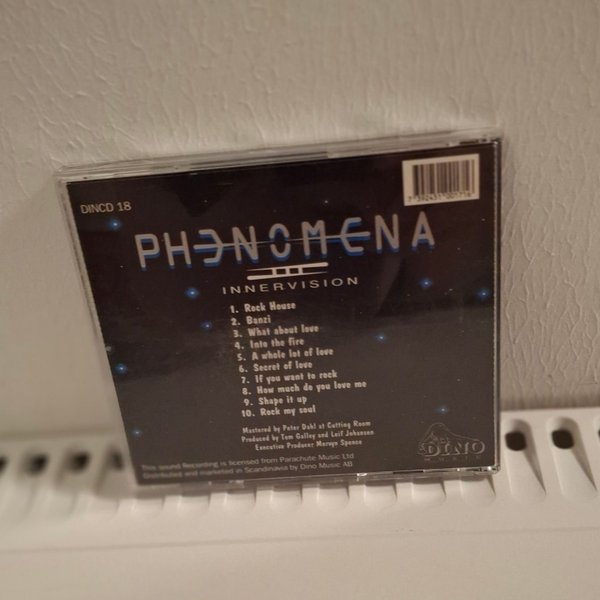 DINCD 18
PHENOMENA
III
INNERVISION
1. Rock House
2. Banzi
3. What about love
4. Into the fire
5. A whole lot of love
6. Secret of love
7. If you want to rock
8. How much do you love me
9. Shape it up
10. Rock my soul
Mastered by Peter Dahl at Cutting Room
Produced by Tom Galley and Leif Johansen
Executive Producer Mervyn Spence
This sound Recording is licensed from Parachute Music Ltd
Distributed and marketed in Scandinavia by Dino Music AB
DINO
MUSIC